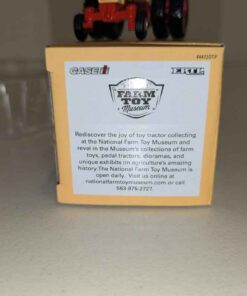 CASE IH
ERTL
FARM
TOY
Museum
Rediscover the joy of toy tractor collecting
at the National Farm Toy Museum and
revel in the Museum's collections of farm
toys, pedal tractors, dioramas, and
unique exhibits on agriculture's amazing
history.The National Farm Toy Museum is
open daily. Visit us online at
nationalfarmtoymuseum.com or call
563-875-2727.